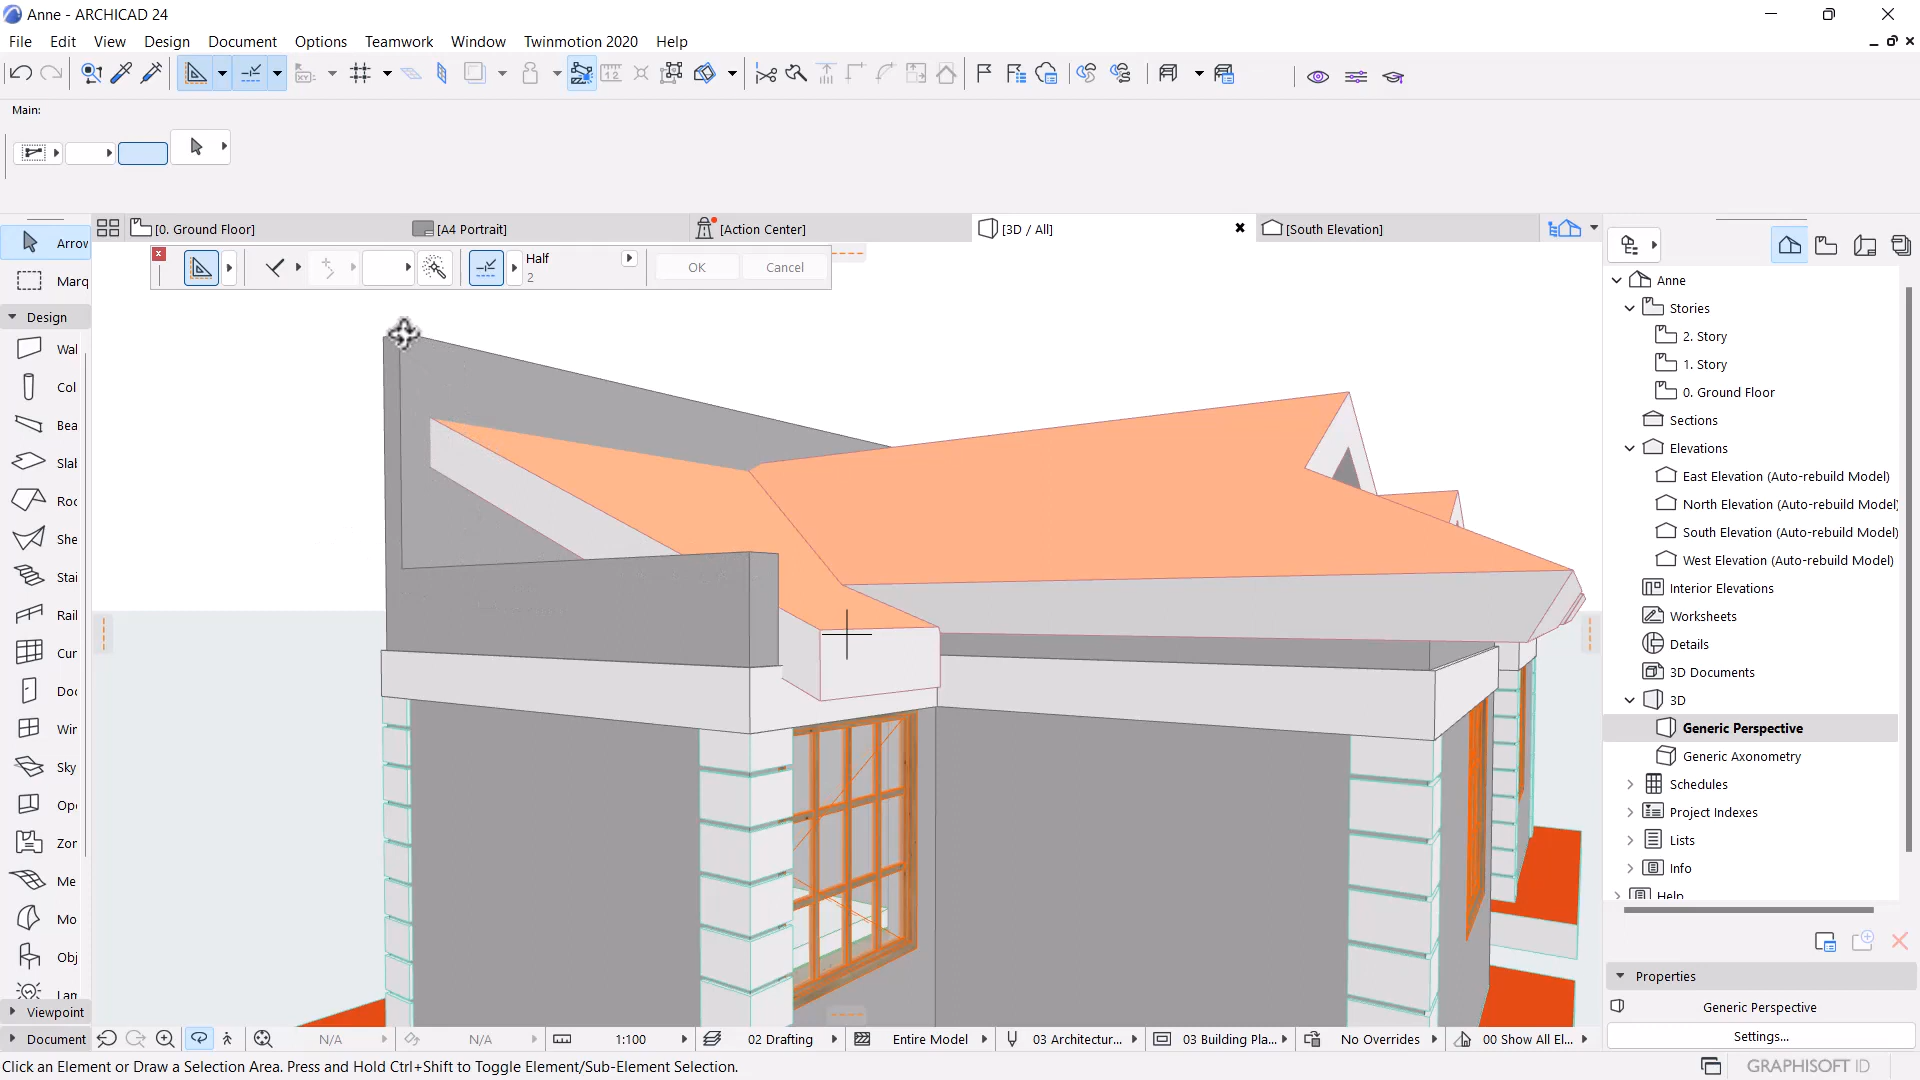 Anne - ARCHICAD 24
File Edit View Design Document Options Teamwork Window Twinmotion 2020 Help
Main:
[0. Ground Floor] [A4 Portrait] [Action Center] [3D / All] [South Elevation]
Half
2
OK Cancel
Arrow
Marq
Design
Wal
Col
Bea
Slab
Roo
She
Stai
Rail
Cur
Doo
Win
Sky
Ope
Zon
Me
Mo
Obj
Lam
Viewpoint
Document
Anne
Stories
2. Story
1. Story
0. Ground Floor
Sections
Elevations
East Elevation (Auto-rebuild Model)
North Elevation (Auto-rebuild Model)
South Elevation (Auto-rebuild Model)
West Elevation (Auto-rebuild Model)
Interior Elevations
Worksheets
Details
3D Documents
3D
Generic Perspective
Generic Axonometry
Schedules
Project Indexes
Lists
Info
Help
Properties
Generic Perspective
Settings...
N/A N/A 1:100 02 Drafting Entire Model 03 Architectur... 03 Building Pla... No Overrides 00 Show All El...
Click an Element or Draw a Selection Area. Press and Hold Ctrl+Shift to Toggle Element/Sub-Element Selection.
GRAPHISOFT ID